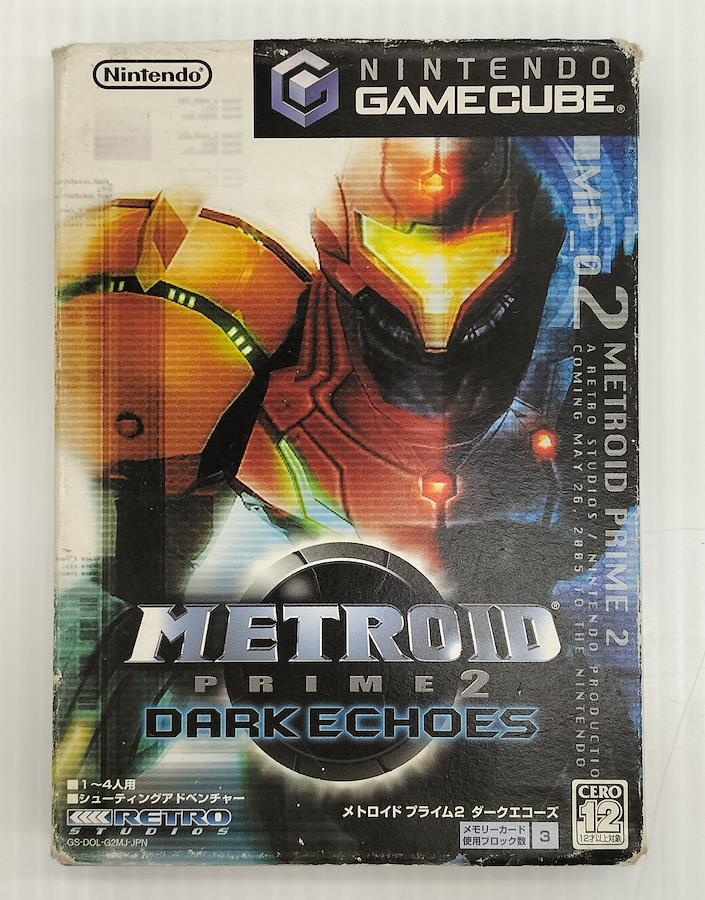 Nintendo®
NINTENDO
GAMECUBE®
MP_02
METROID PRIME 2
A RETRO STUDIOS / NINTENDO PRODUCTIO
COMING MAY 26, 2005 TO THE NINTENDO
METROID®
PRIME 2
DARK ECHOES
■1～4人用
■シューティングアドベンチャー
RETRO
STUDIOS
GS-DOL-G2MJ-JPN
メトロイド プライム2 ダークエコーズ
メモリーカード
使用ブロック数
3
CERO
12
12才以上対象